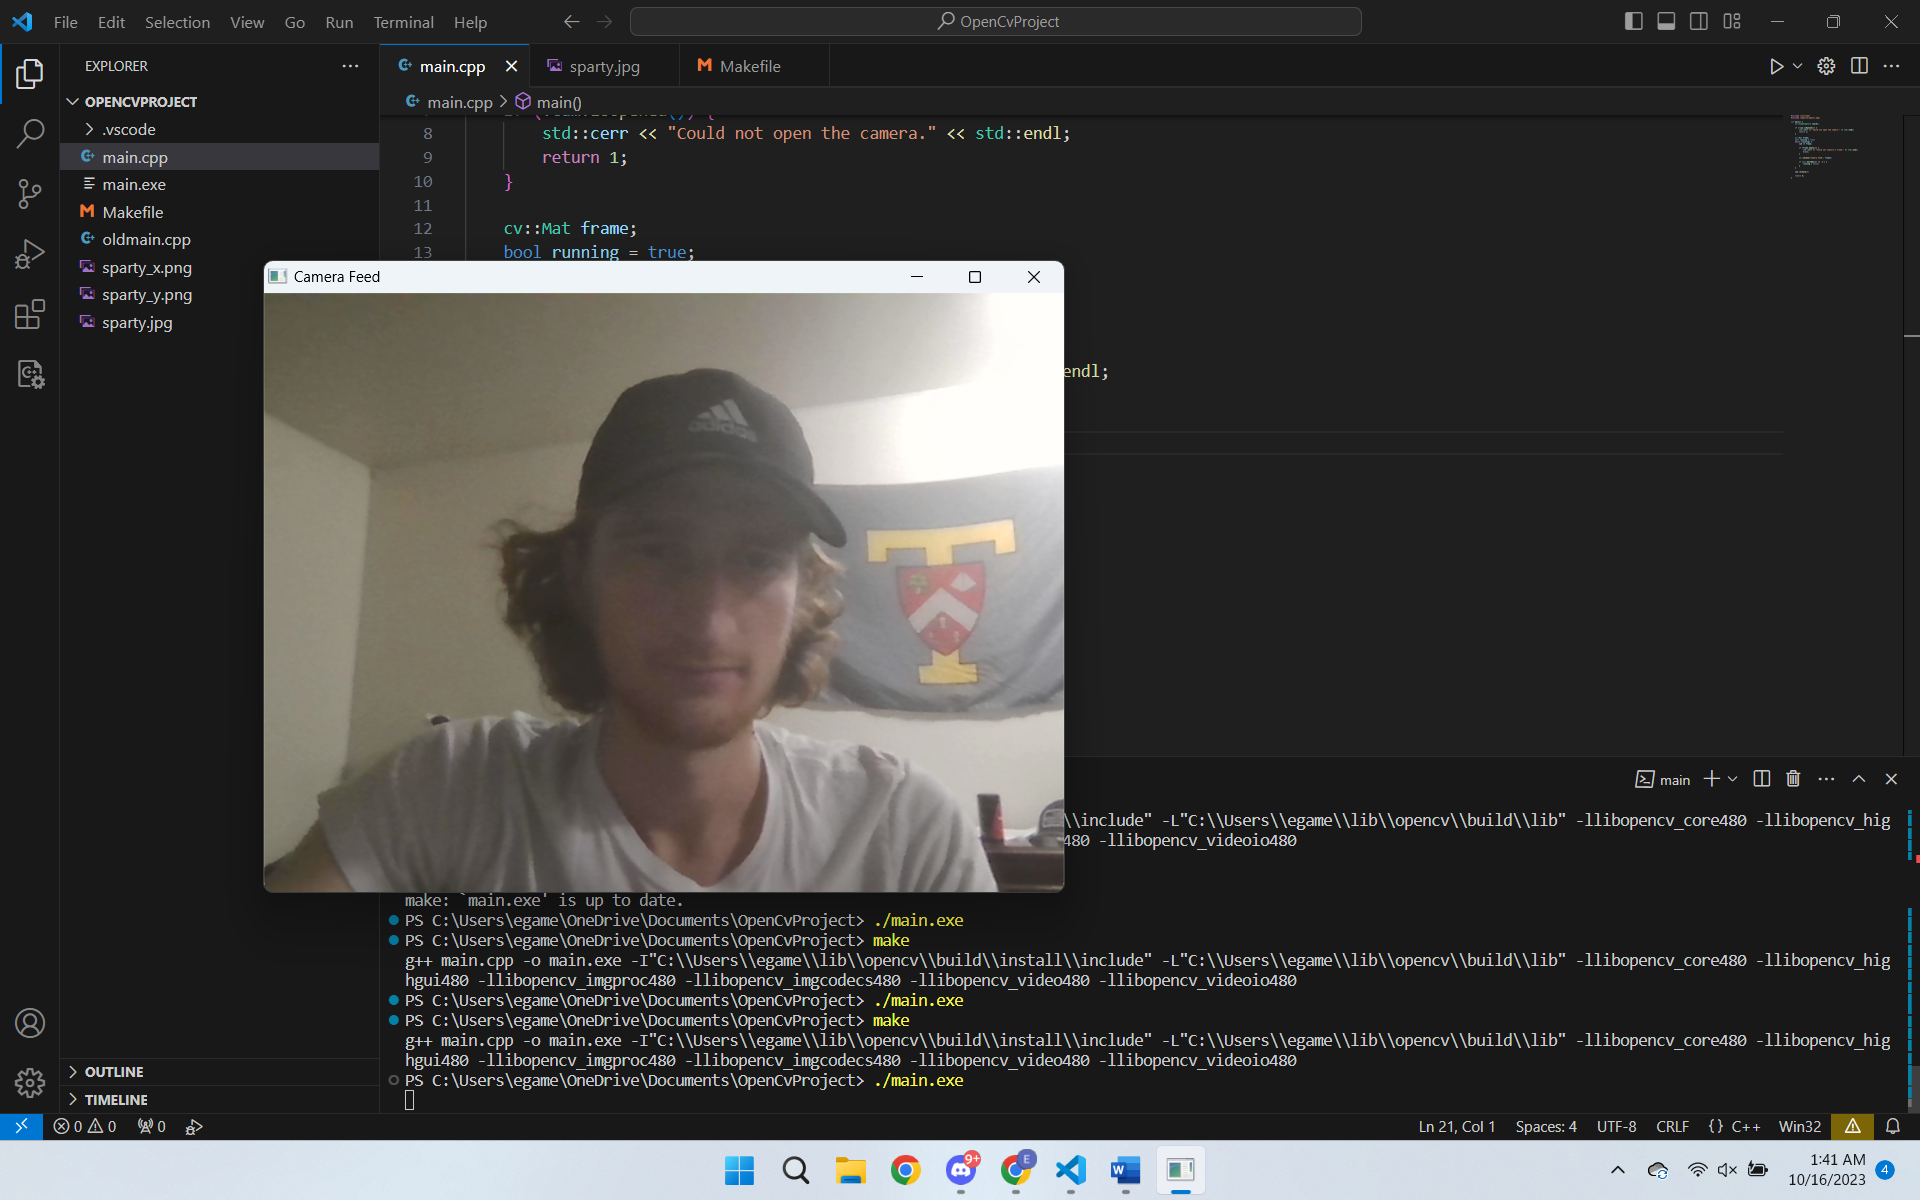 File Edit Selection View Go Run Terminal Help
OpenCvProject
EXPLORER
OPENCVPROJECT
.vscode
main.cpp
main.exe
Makefile
oldmain.cpp
sparty_x.png
sparty_y.png
sparty.jpg
OUTLINE
TIMELINE
main.cpp sparty.jpg Makefile
main.cpp > main()
8 std::cerr << "Could not open the camera." << std::endl;
9 return 1;
10 }
11
12 cv::Mat frame;
13 bool running = true;
endl;
Camera Feed
adidas
T
main
\\include" -L"C:\\Users\\egame\\lib\\opencv\\build\\lib" -llibopencv_core480 -llibopencv_hig
480 -llibopencv_videoio480
make: `main.exe' is up to date.
PS C:\Users\egame\OneDrive\Documents\OpenCvProject> ./main.exe
PS C:\Users\egame\OneDrive\Documents\OpenCvProject> make
g++ main.cpp -o main.exe -I"C:\\Users\\egame\\lib\\opencv\\build\\install\\include" -L"C:\\Users\\egame\\lib\\opencv\\build\\lib" -llibopencv_core480 -llibopencv_hig
hgui480 -llibopencv_imgproc480 -llibopencv_imgcodecs480 -llibopencv_video480 -llibopencv_videoio480
PS C:\Users\egame\OneDrive\Documents\OpenCvProject> ./main.exe
PS C:\Users\egame\OneDrive\Documents\OpenCvProject> make
g++ main.cpp -o main.exe -I"C:\\Users\\egame\\lib\\opencv\\build\\install\\include" -L"C:\\Users\\egame\\lib\\opencv\\build\\lib" -llibopencv_core480 -llibopencv_hig
hgui480 -llibopencv_imgproc480 -llibopencv_imgcodecs480 -llibopencv_video480 -llibopencv_videoio480
PS C:\Users\egame\OneDrive\Documents\OpenCvProject> ./main.exe
0 0 0
Ln 21, Col 1 Spaces: 4 UTF-8 CRLF {} C++ Win32
9+
E
1:41 AM
10/16/2023
4